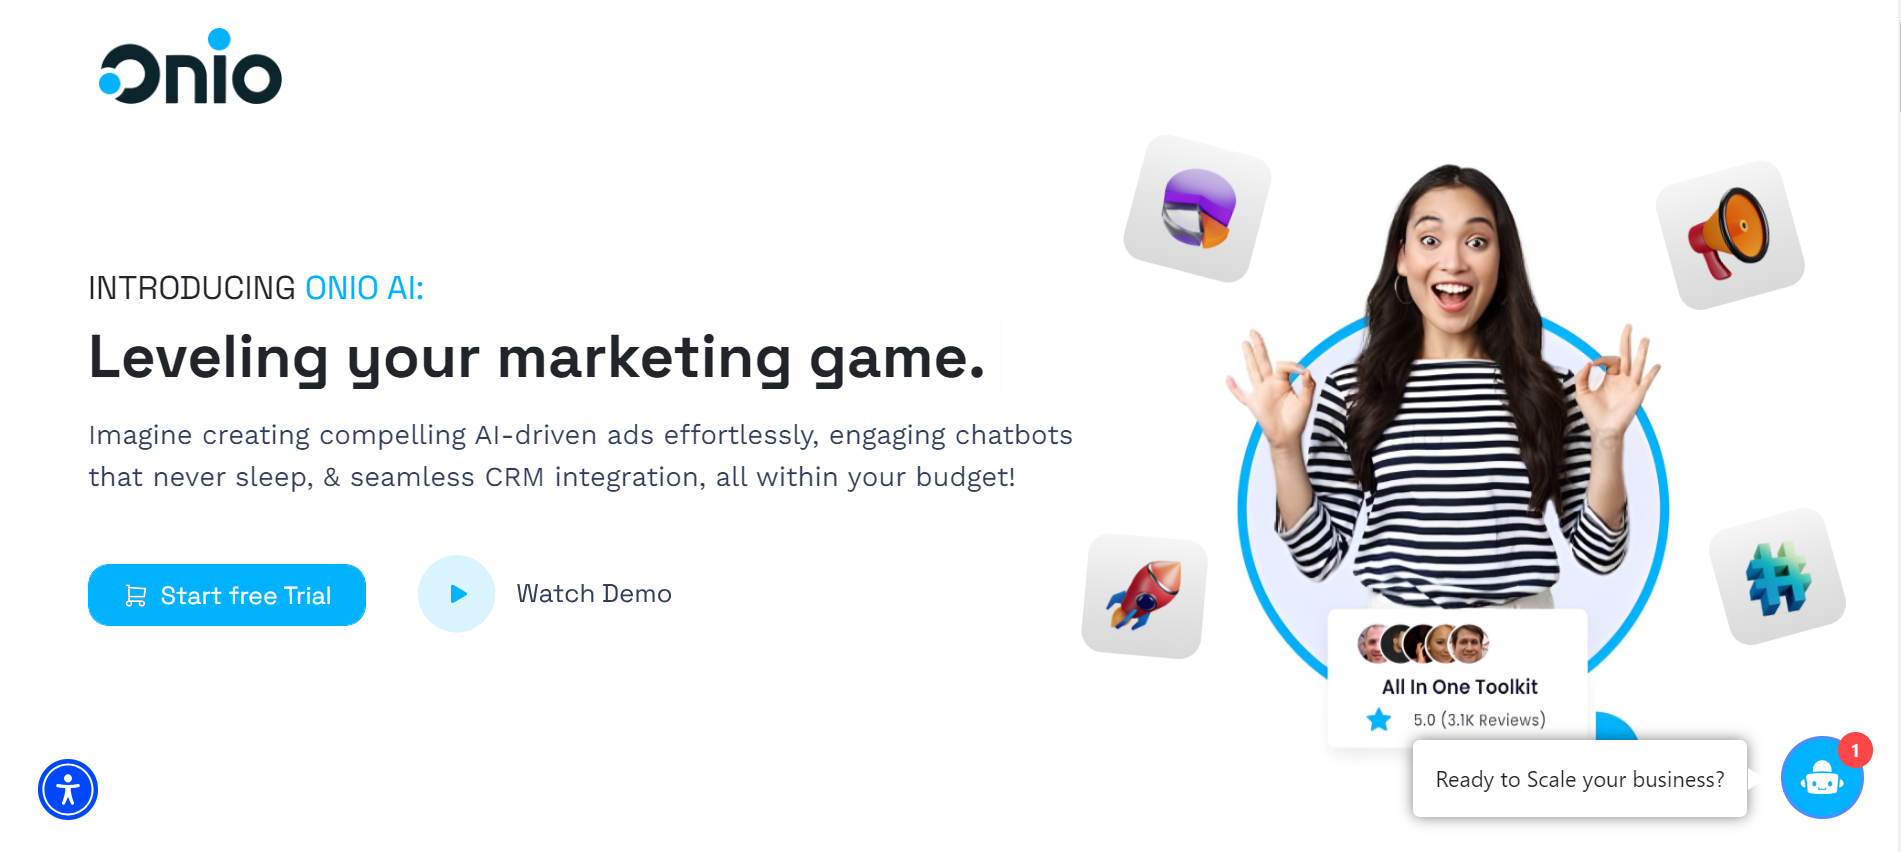 Onio
INTRODUCING ONIO AI:
Leveling your marketing game.
Imagine creating compelling AI-driven ads effortlessly, engaging chatbots
that never sleep, & seamless CRM integration, all within your budget!
Start free Trial
Watch Demo
All In One Toolkit
5.0 (3.1K Reviews)
Ready to Scale your business?
1